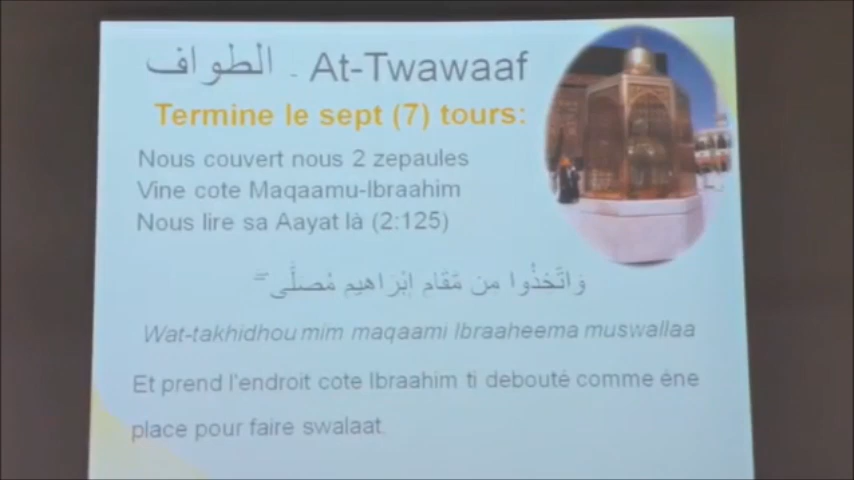 الطواف - At-Twawaaf
Termine le sept (7) tours:
Nous couvert nous 2 zepaules
Vine cote Maqaamu-Ibraahim
Nous lire sa Aayat là (2:125)
وَاتَّخِذُوا مِن مَّقَامِ إِبْرَاهِيمَ مُصَلًّى ۖ
Wat-takhidhou mim maqaami Ibraaheema muswallaa
Et prend l'endroit cote Ibraahim ti debouté comme éne
place pour faire swalaat.